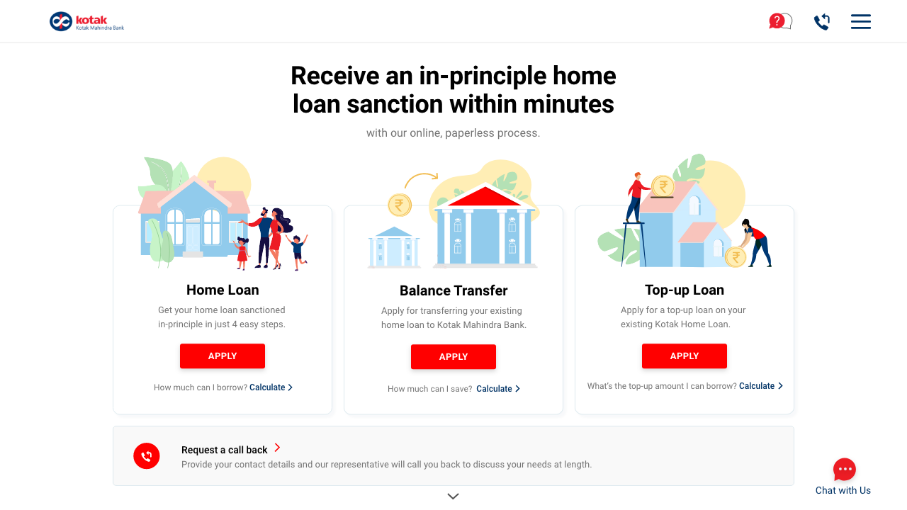 kotak
Kotak Mahindra Bank
Receive an in-principle home
loan sanction within minutes
with our online, paperless process.
Home Loan
Get your home loan sanctioned
in-principle in just 4 easy steps.
APPLY
How much can I borrow? Calculate
Balance Transfer
Apply for transferring your existing
home loan to Kotak Mahindra Bank.
APPLY
How much can I save? Calculate
Top-up Loan
Apply for a top-up loan on your
existing Kotak Home Loan.
APPLY
What's the top-up amount I can borrow? Calculate
Request a call back
Provide your contact details and our representative will call you back to discuss your needs at length.
Chat with Us